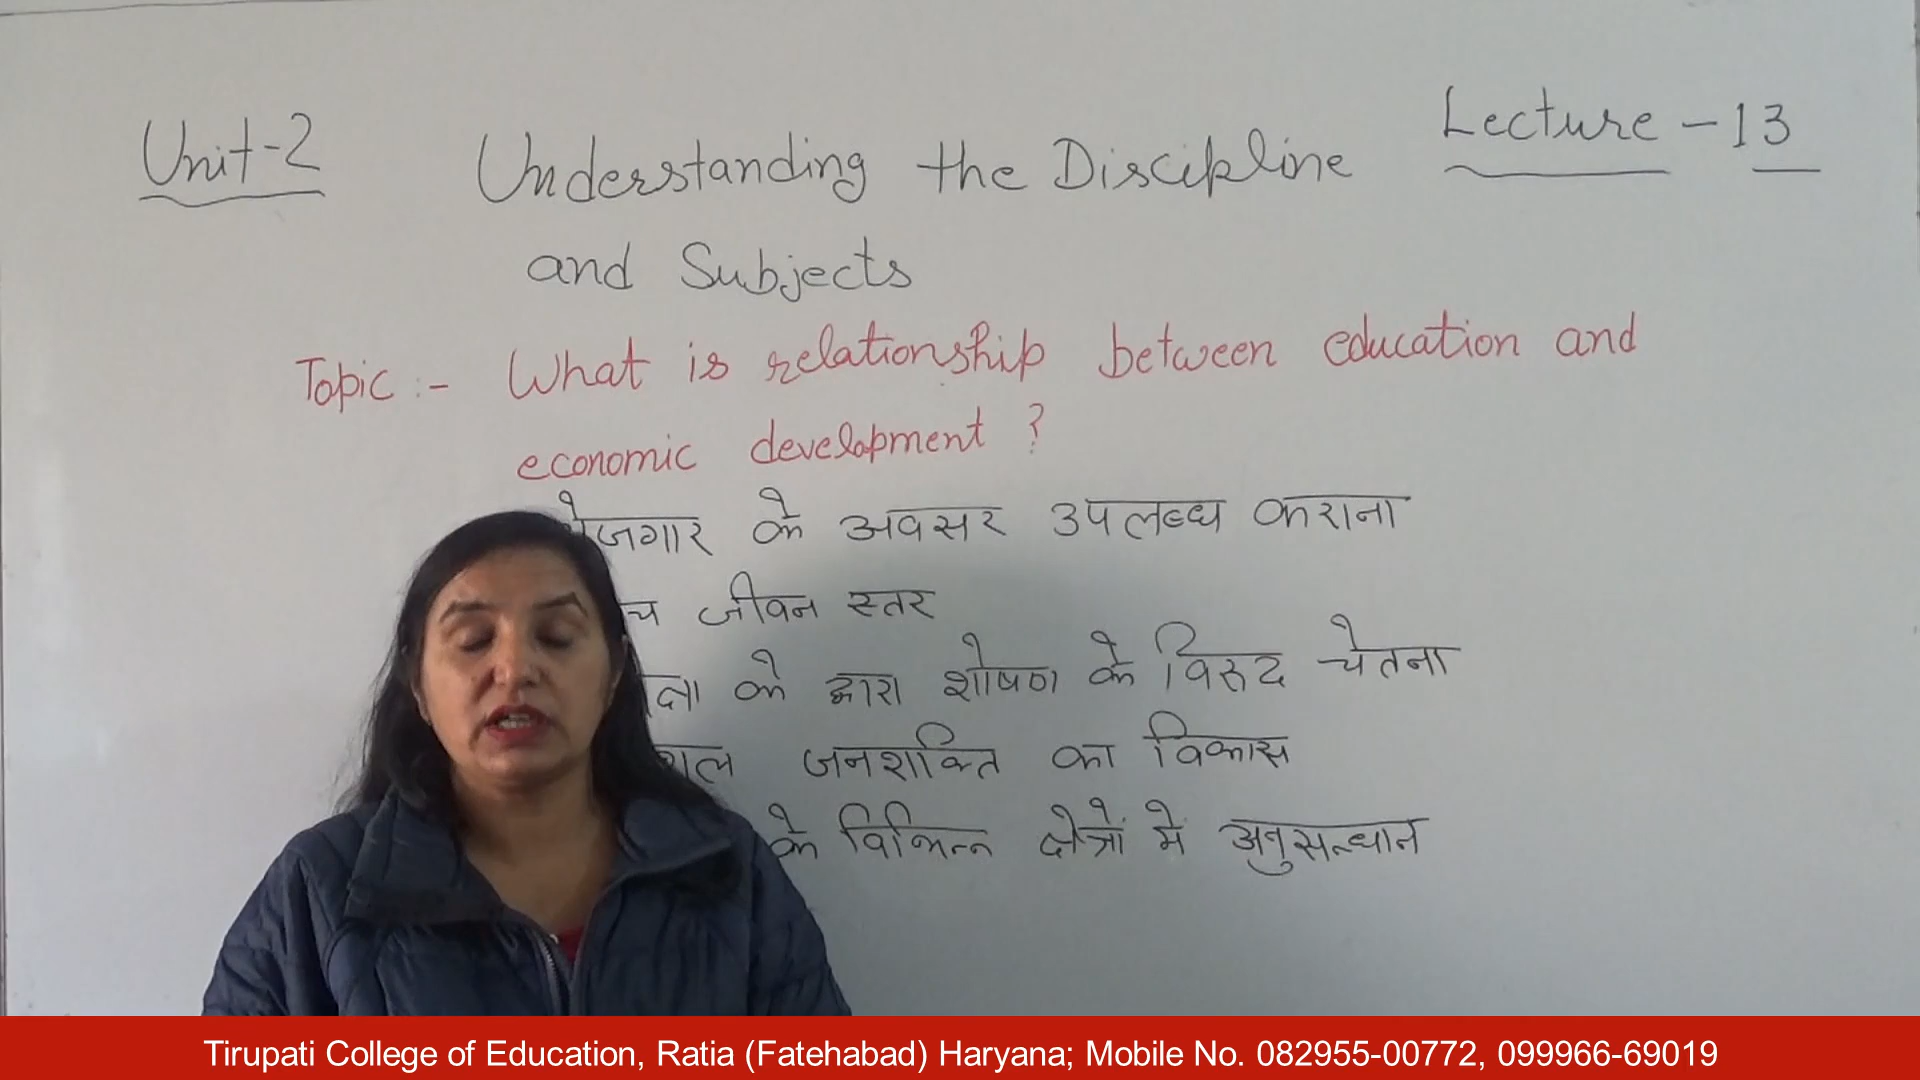 Unit-2
Understanding the Discipline
Lecture - 13
and Subjects
Topic :- What is relationship between education and
economic development ?
के अवसर उपलब्ध कराना
जीवन स्तर
के द्वारा शोषण के विरूद चेतना
जनशक्ति का विकास
के विभिन्न क्षेत्रों में अनुसन्धान
Tirupati College of Education, Ratia (Fatehabad) Haryana; Mobile No. 082955-00772, 099966-69019